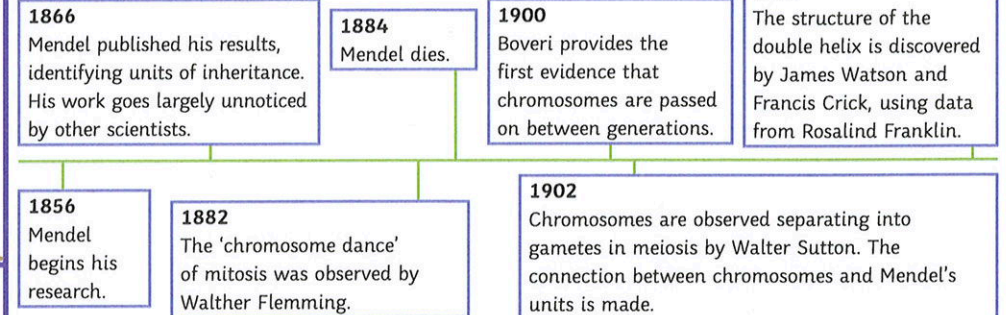 1866
Mendel published his results,
identifying units of inheritance.
His work goes largely unnoticed
by other scientists.
1884
Mendel dies.
1900
Boveri provides the
first evidence that
chromosomes are passed
on between generations.
The structure of the
double helix is discovered
by James Watson and
Francis Crick, using data
from Rosalind Franklin.
1856
Mendel
begins his
research.
1882
The ‘chromosome dance’
of mitosis was observed by
Walther Flemming.
1902
Chromosomes are observed separating into
gametes in meiosis by Walter Sutton. The
connection between chromosomes and Mendel’s
units is made.